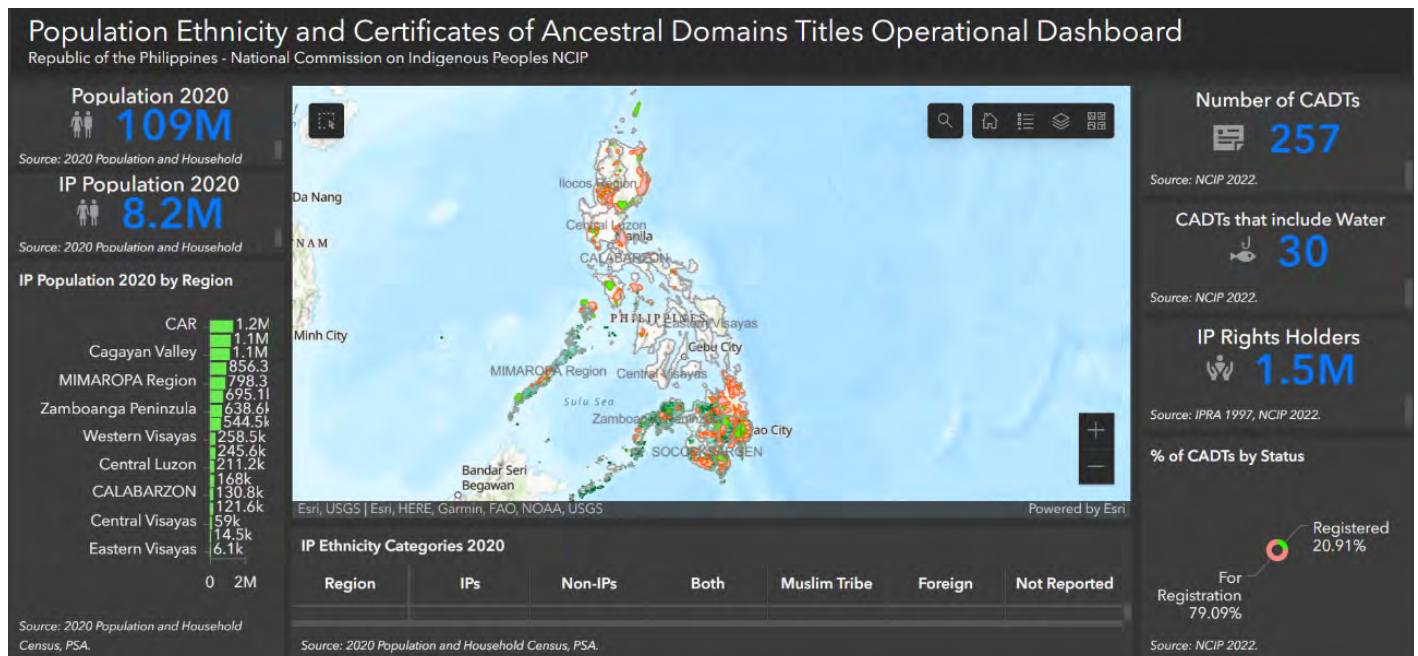 Population Ethnicity and Certificates of Ancestral Domains Titles Operational Dashboard
Republic of the Philippines - National Commission on Indigenous Peoples NCIP
Population 2020
109M
Source: 2020 Population and Household
IP Population 2020
8.2M
Source: 2020 Population and Household
IP Population 2020 by Region
CAR 1.2M
1.1M
Cagayan Valley 1.1M
856.3
MIMAROPA Region 798.3
695.1k
Zamboanga Peninzula 638.6k
544.5k
Western Visayas 258.5k
245.6k
Central Luzon 211.2k
168k
CALABARZON 130.8k
121.6k
Central Visayas 59k
14.5k
Eastern Visayas 6.1k
0 2M
Source: 2020 Population and Household
Census, PSA.
Da Nang
NAM
Minh City
Ilocos Region
Central Luzon
anila
CALABARZON
PHILIPPINES
Eastern Visayas
Cebu City
MIMAROPA Region
Central Visayas
Sulu Sea
ao City
Bandar Seri
Begawan
Esri, USGS | Esri, HERE, Garmin, FAO, NOAA, USGS
Powered by Esri
IP Ethnicity Categories 2020
Region IPs Non-IPs Both Muslim Tribe Foreign Not Reported
Source: 2020 Population and Household Census, PSA.
Number of CADTs
257
Source: NCIP 2022.
CADTs that include Water
30
Source: NCIP 2022.
IP Rights Holders
1.5M
Source: IPRA 1997, NCIP 2022.
% of CADTs by Status
Registered
20.91%
For
Registration
79.09%
Source: NCIP 2022.